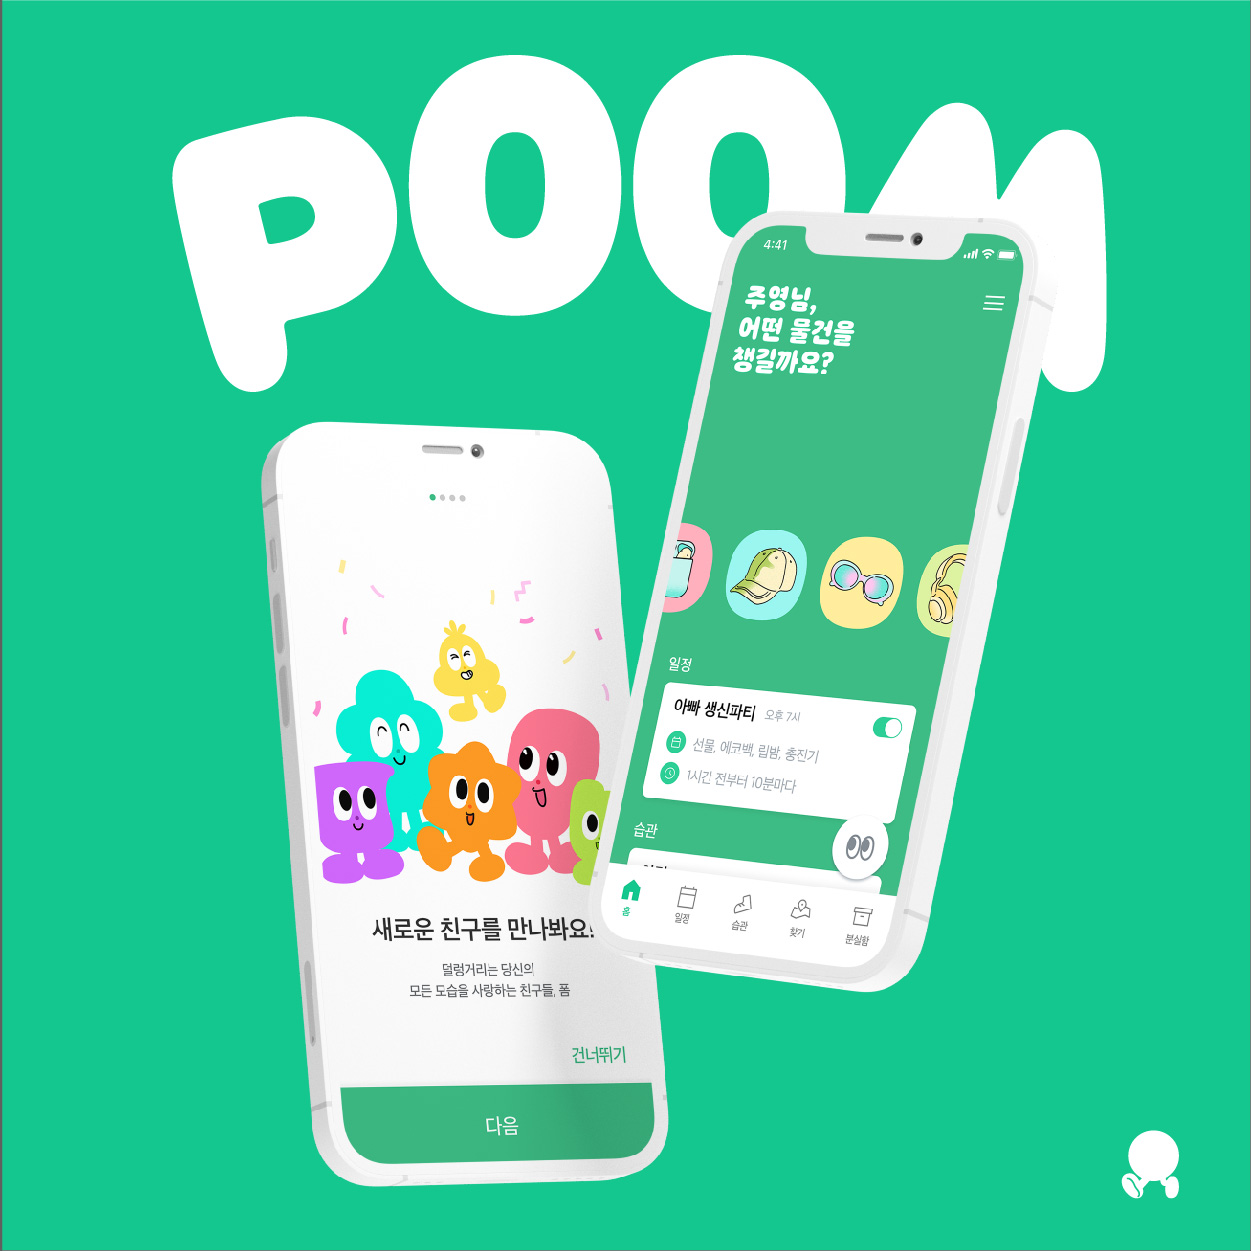 POOM
4:41
주영님,
어떤 물건을
챙길까요?
일정
아빠 생신파티 오후 7시
선물, 에코백, 립밤, 충전기
1시간 전부터 10분마다
습관
홈 일정 습관 찾기 분실함
새로운 친구를 만나봐요!
덜렁거리는 당신의
모든 모습을 사랑하는 친구들, 폼
건너뛰기
다음